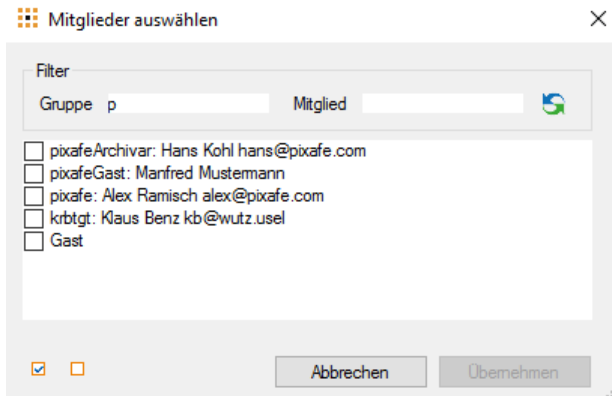 Mitglieder auswählen
Filter
Gruppe p Mitglied
pixafeArchivar: Hans Kohl hans@pixafe.com
pixafeGast: Manfred Mustermann
pixafe: Alex Ramisch alex@pixafe.com
krbtgt: Klaus Benz kb@wutz.usel
Gast
Abbrechen Übernehmen